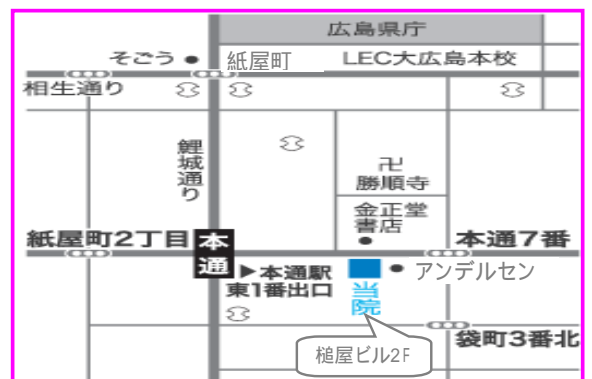 広島県庁
そごう
紙屋町
LEC大広島本校
相生通り
鯉城通り
勝順寺
金正堂
書店
紙屋町2丁目
本通
本通7番
▶本通駅
東1番出口
アンデルセン
当院
袋町3番北
槌屋ビル2F